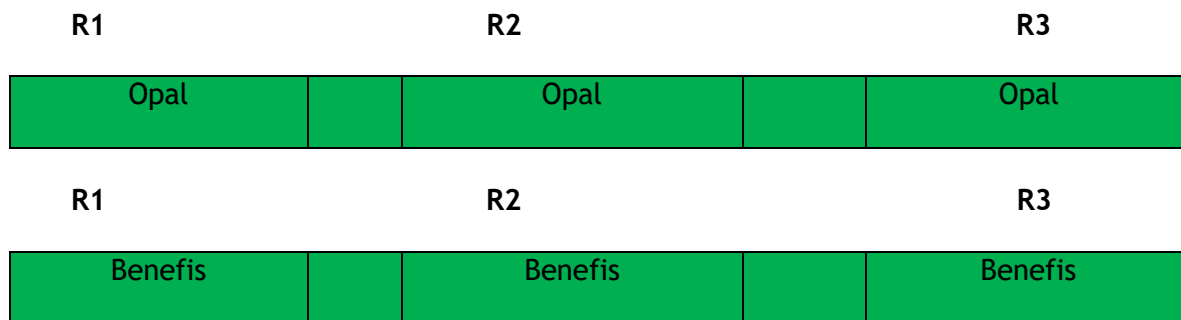 R1 R2 R3
Opal Opal Opal
R1 R2 R3
Benefis Benefis Benefis